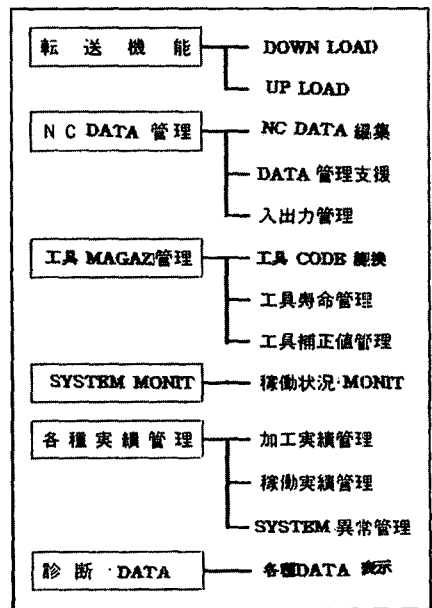 転送機能
DOWN LOAD
UP LOAD
NC DATA 管理
NC DATA 編集
DATA 管理支援
入出力管理
工具 MAGAZ管理
工具 CODE 変換
工具寿命管理
工具補正値管理
SYSTEM MONIT
稼働状況·MONIT
各種実績管理
加工実績管理
稼働実績管理
SYSTEM 異常管理
診断·DATA
各種DATA 表示